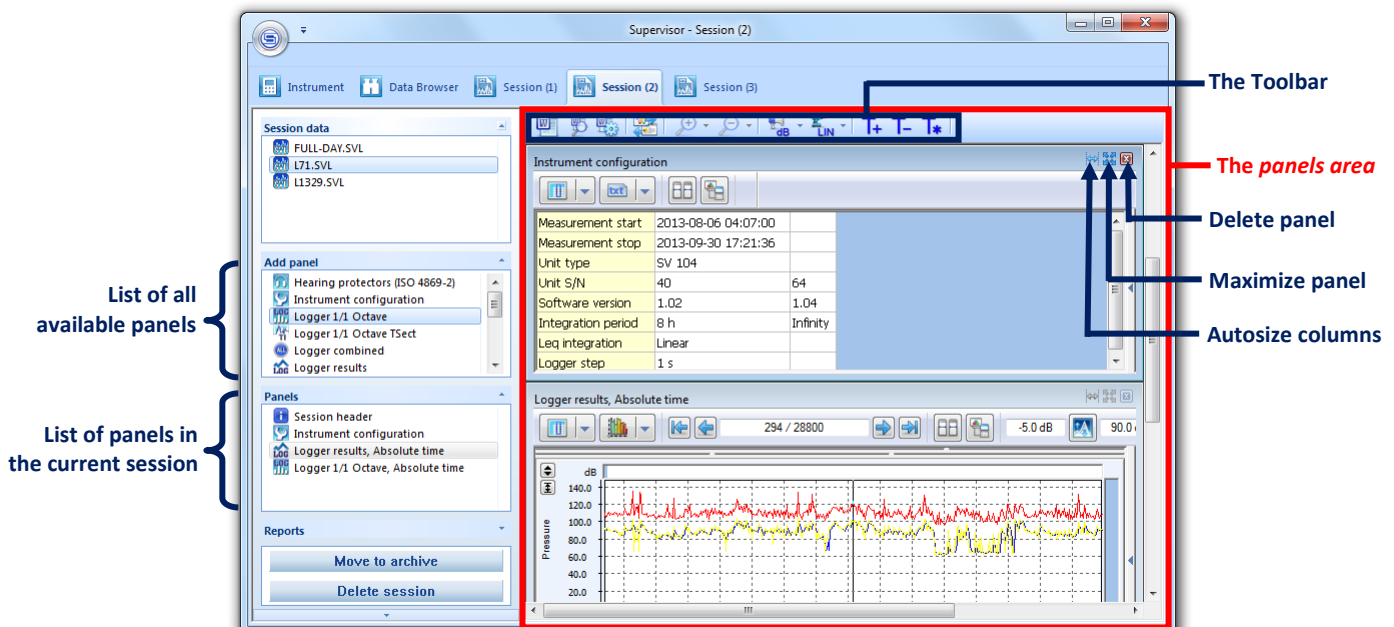 Supervisor - Session (2)
Instrument
Data Browser
Session (1)
Session (2)
Session (3)
The Toolbar
Session data
FULL-DAY.SVL
L71.SVL
L1329.SVL
dB
LIN
T+ T- T*
Instrument configuration
The panels area
txt
Delete panel
Measurement start 2013-08-06 04:07:00
Measurement stop 2013-09-30 17:21:36
Unit type SV 104
Unit S/N 40 64
Software version 1.02 1.04
Integration period 8 h Infinity
Leq integration Linear
Logger step 1 s
Maximize panel
Autosize columns
List of all
available panels
Add panel
Hearing protectors (ISO 4869-2)
Instrument configuration
Logger 1/1 Octave
Logger 1/1 Octave TSect
Logger combined
Logger results
List of panels in
the current session
Panels
Session header
Instrument configuration
Logger results, Absolute time
Logger 1/1 Octave, Absolute time
Reports
Move to archive
Delete session
Logger results, Absolute time
294 / 28800
-5.0 dB
90.0
dB
140.0
120.0
100.0
80.0
60.0
40.0
20.0
Pressure